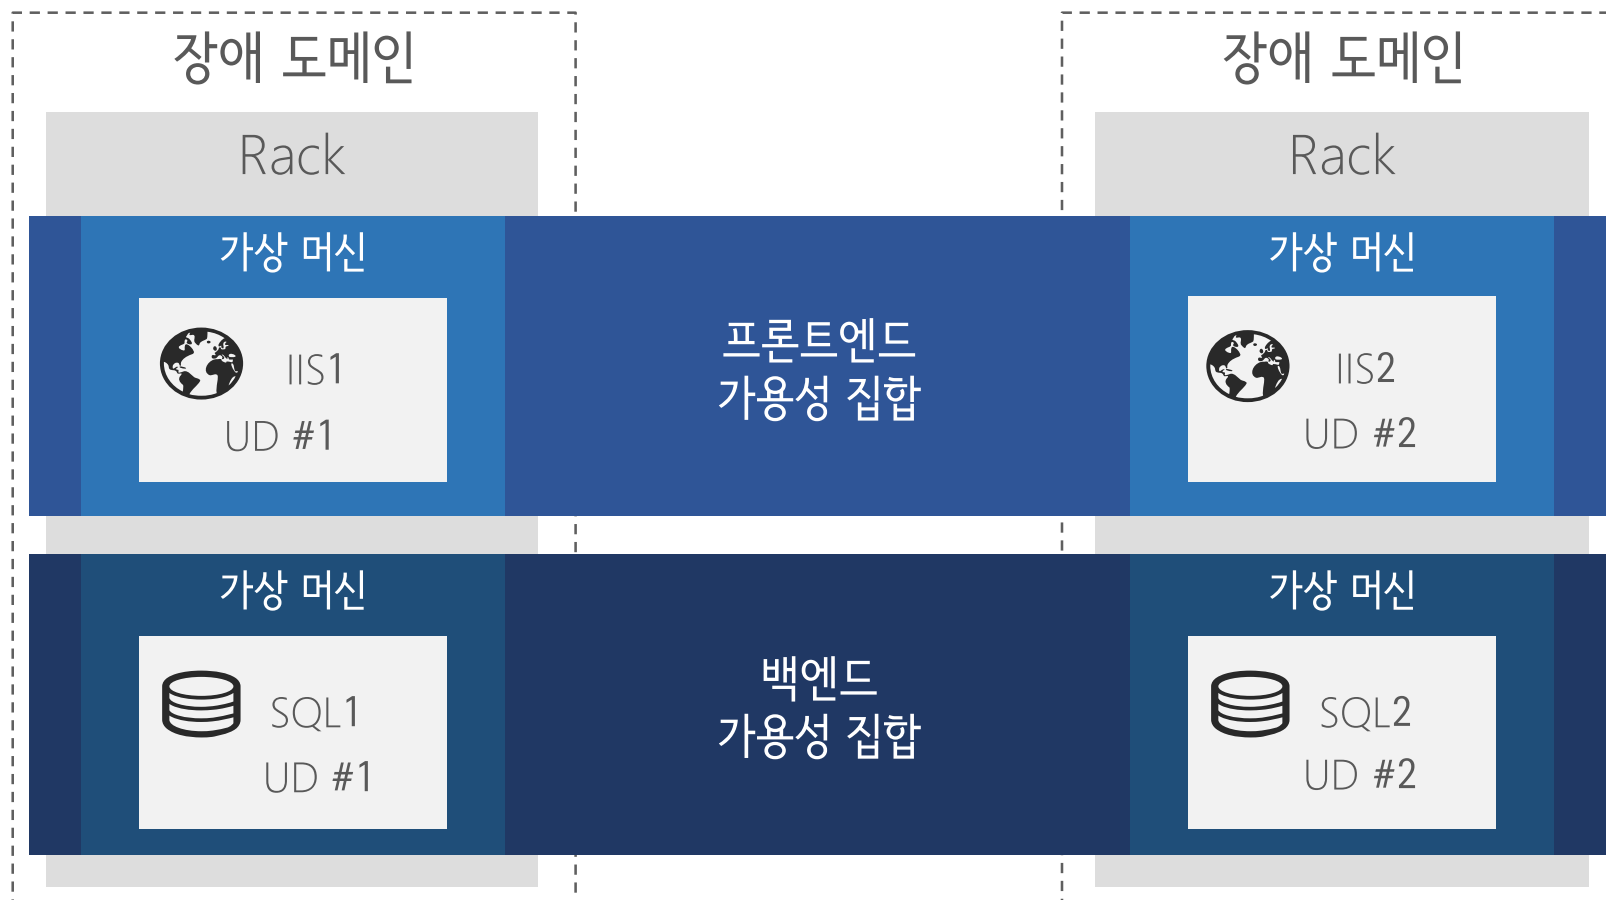 장애 도메인
장애 도메인
Rack
Rack
가상 머신
가상 머신
IIS1
UD #1
프론트엔드
가용성 집합
IIS2
UD #2
가상 머신
가상 머신
SQL1
UD #1
백엔드
가용성 집합
SQL2
UD #2